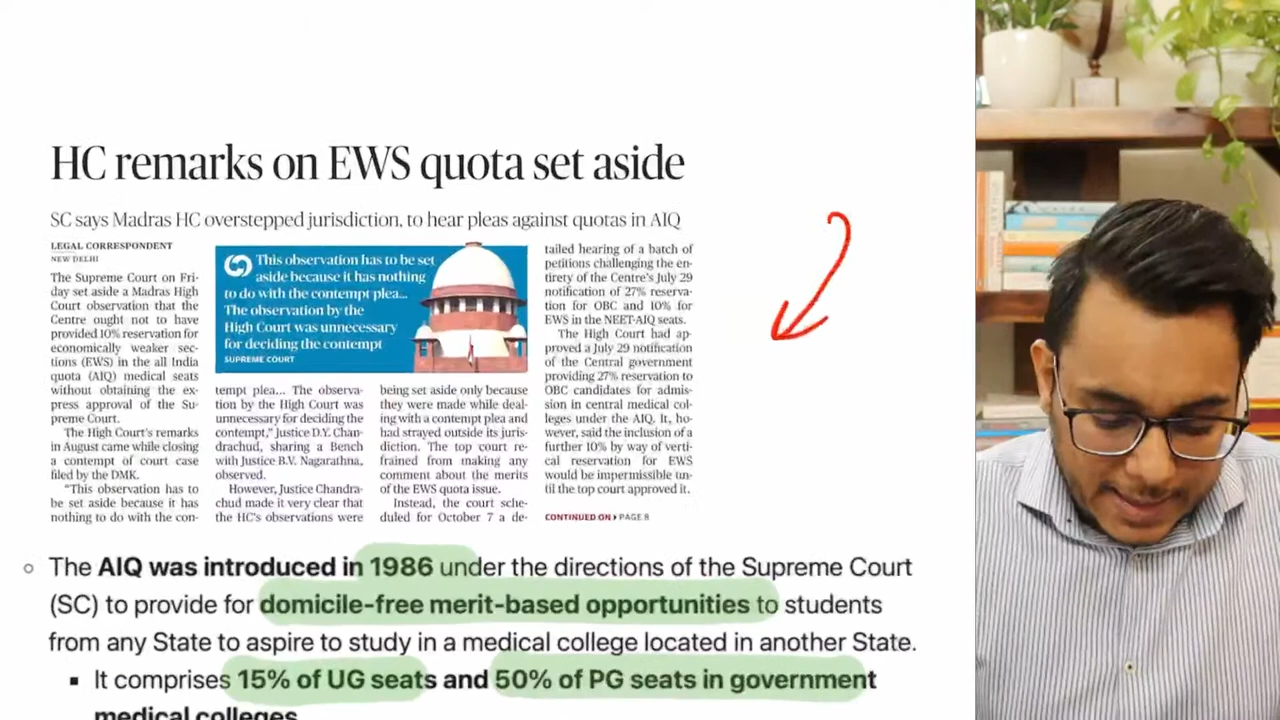 HC remarks on EWS quota set aside
SC says Madras HC overstepped jurisdiction, to hear pleas against quotas in AIQ
LEGAL CORRESPONDENT
NEW DELHI
The Supreme Court on Fri-
day set aside a Madras High
Court observation that the
Centre ought not to have
provided 10% reservation for
economically weaker sec-
tions (EWS) in the all India
quota (AIQ) medical seats
without obtaining the ex-
press approval of the Su-
preme Court.
The High Court's remarks
in August came while closing
a contempt of court case
filed by the DMK.
"This observation has to
be set aside because it has
nothing to do with the con-
This observation has to be set
aside because it has nothing
to do with the contempt plea...
The observation by the
High Court was unnecessary
for deciding the contempt
SUPREME COURT
tempt plea... The observa-
tion by the High Court was
unnecessary for deciding the
contempt," Justice D.Y. Chan-
drachud, sharing a Bench
with Justice B.V. Nagarathna,
observed.
However, Justice Chandra-
chud made it very clear that
the HC's observations were
being set aside only because
they were made while deal-
ing with a contempt plea and
had strayed outside its juris-
diction. The top court re-
frained from making any
comment about the merits
of the EWS quota issue.
Instead, the court sche-
duled for October 7 a de-
tailed hearing of a batch of
petitions challenging the en-
tirety of the Centre's July 29
notification of 27% reserva-
tion for OBC and 10% for
EWS in the NEET-AIQ seats.
The High Court had ap-
proved a July 29 notification
of the Central government
providing 27% reservation to
OBC candidates for admis-
sion in central medical col-
leges under the AIQ. It, ho-
wever, said the inclusion of a
further 10% by way of verti-
cal reservation for EWS
would be impermissible un-
til the top court approved it.
CONTINUED ON PAGE 8
The AIQ was introduced in 1986 under the directions of the Supreme Court
(SC) to provide for domicile-free merit-based opportunities to students
from any State to aspire to study in a medical college located in another State.
It comprises 15% of UG seats and 50% of PG seats in government
medical colleges